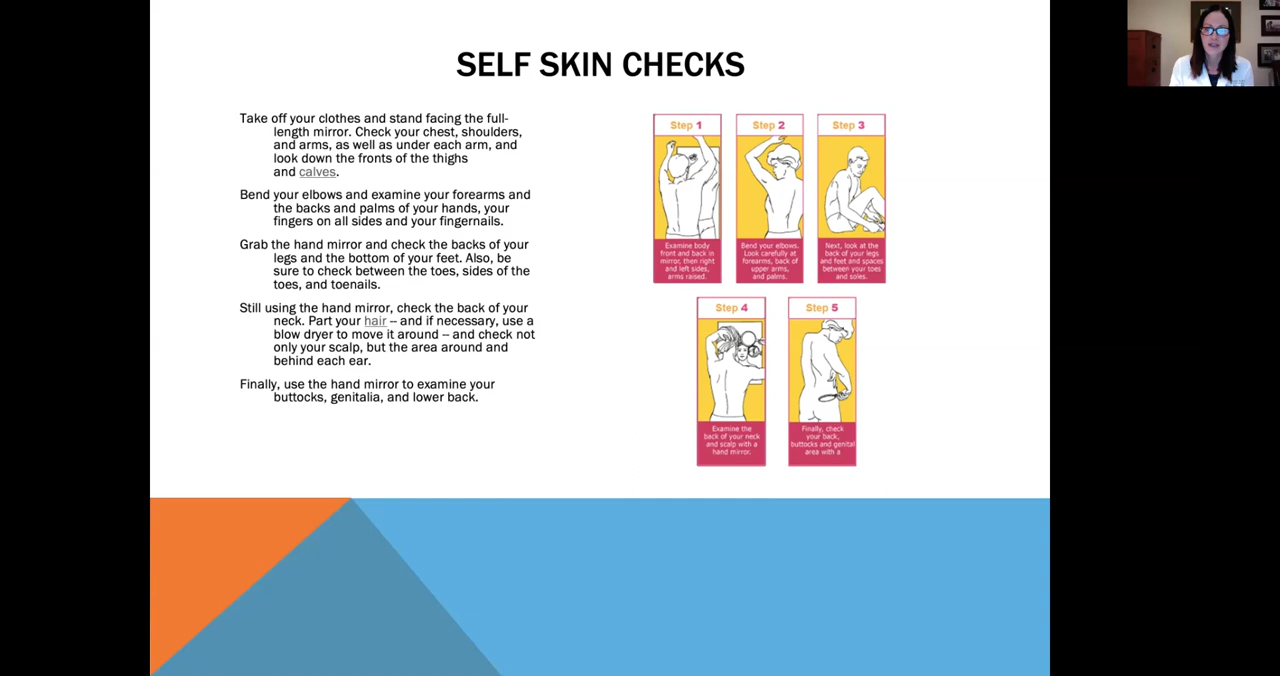 SELF SKIN CHECKS
Take off your clothes and stand facing the full-
length mirror. Check your chest, shoulders,
and arms, as well as under each arm, and
look down the fronts of the thighs
and calves.
Bend your elbows and examine your forearms and
the backs and palms of your hands, your
fingers on all sides and your fingernails.
Grab the hand mirror and check the backs of your
legs and the bottom of your feet. Also, be
sure to check between the toes, sides of the
toes, and toenails.
Still using the hand mirror, check the back of your
neck. Part your hair -- and if necessary, use a
blow dryer to move it around -- and check not
only your scalp, but the area around and
behind each ear.
Finally, use the hand mirror to examine your
buttocks, genitalia, and lower back.
Step 1
Examine body
front and back in
mirror, then right
and left sides,
arms raised.
Step 2
Bend your elbows.
Look carefully at
forearms, back of
upper arms,
and palms.
Step 3
Next, look at the
back of your legs
and feet and spaces
between your toes
and soles.
Step 4
Examine the
back of your neck
and scalp with a
hand mirror.
Step 5
Finally, check
your back,
buttocks and genital
area with a